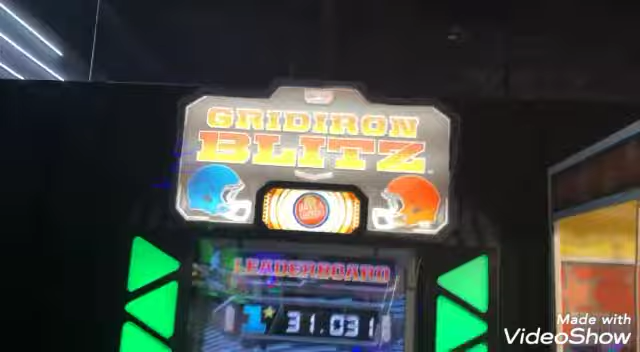 GRIDIRON
BLITZ
LEADERBOARD
1 31.031
Made with
VideoShow